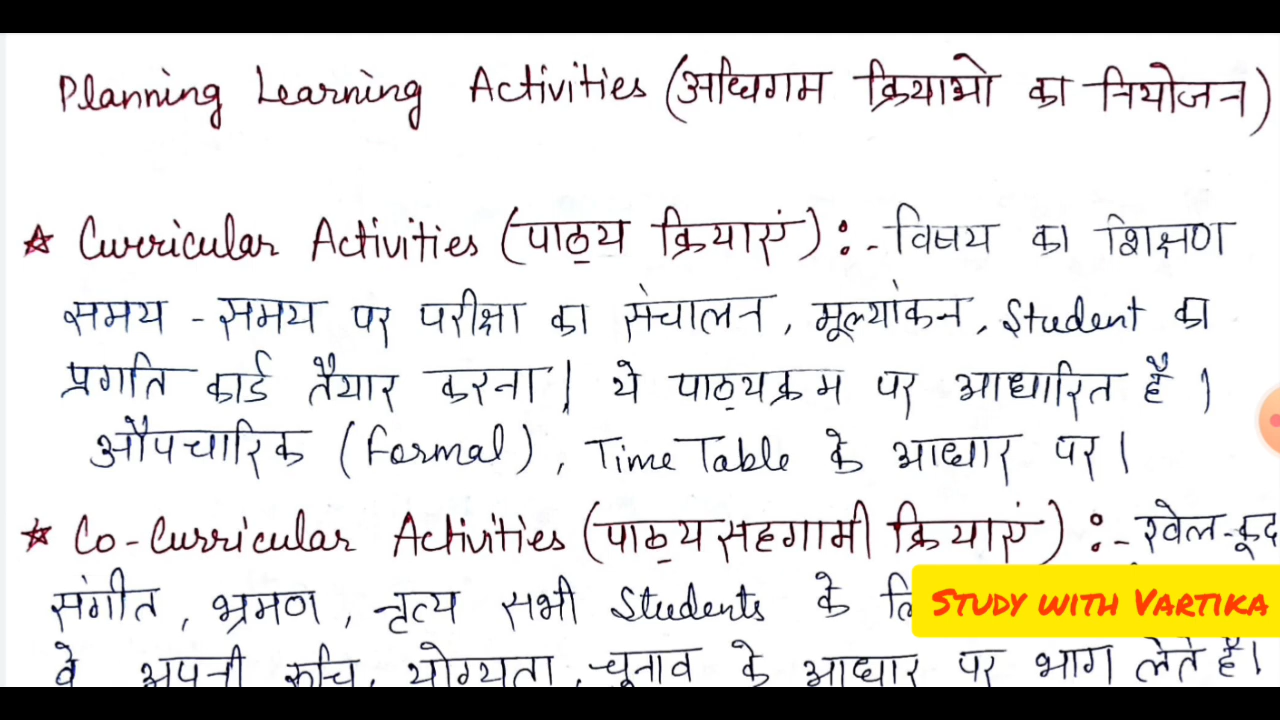 Planning Learning Activities (अधिगम क्रियाओ का नियोजन)
☆ Curricular Activities (पाठ्य क्रियाएं) :- विषय का शिक्षण
समय - समय पर परीक्षा का संचालन, मूल्यांकन, Student का
प्रगति कार्ड तैयार करना। ये पाठ्यक्रम पर आधारित है ।
औपचारिक (Formal), Time Table के आधार पर।
☆ Co-Curricular Activities (पाठ्य सहगामी क्रियाएं) :- खेल-कूद
संगीत, भ्रमण, नृत्य सभी Students के
STUDY WITH VARTIKA
वे अपनी रूचि, योग्यता, चुनाव के आधार पर भाग लेते है।